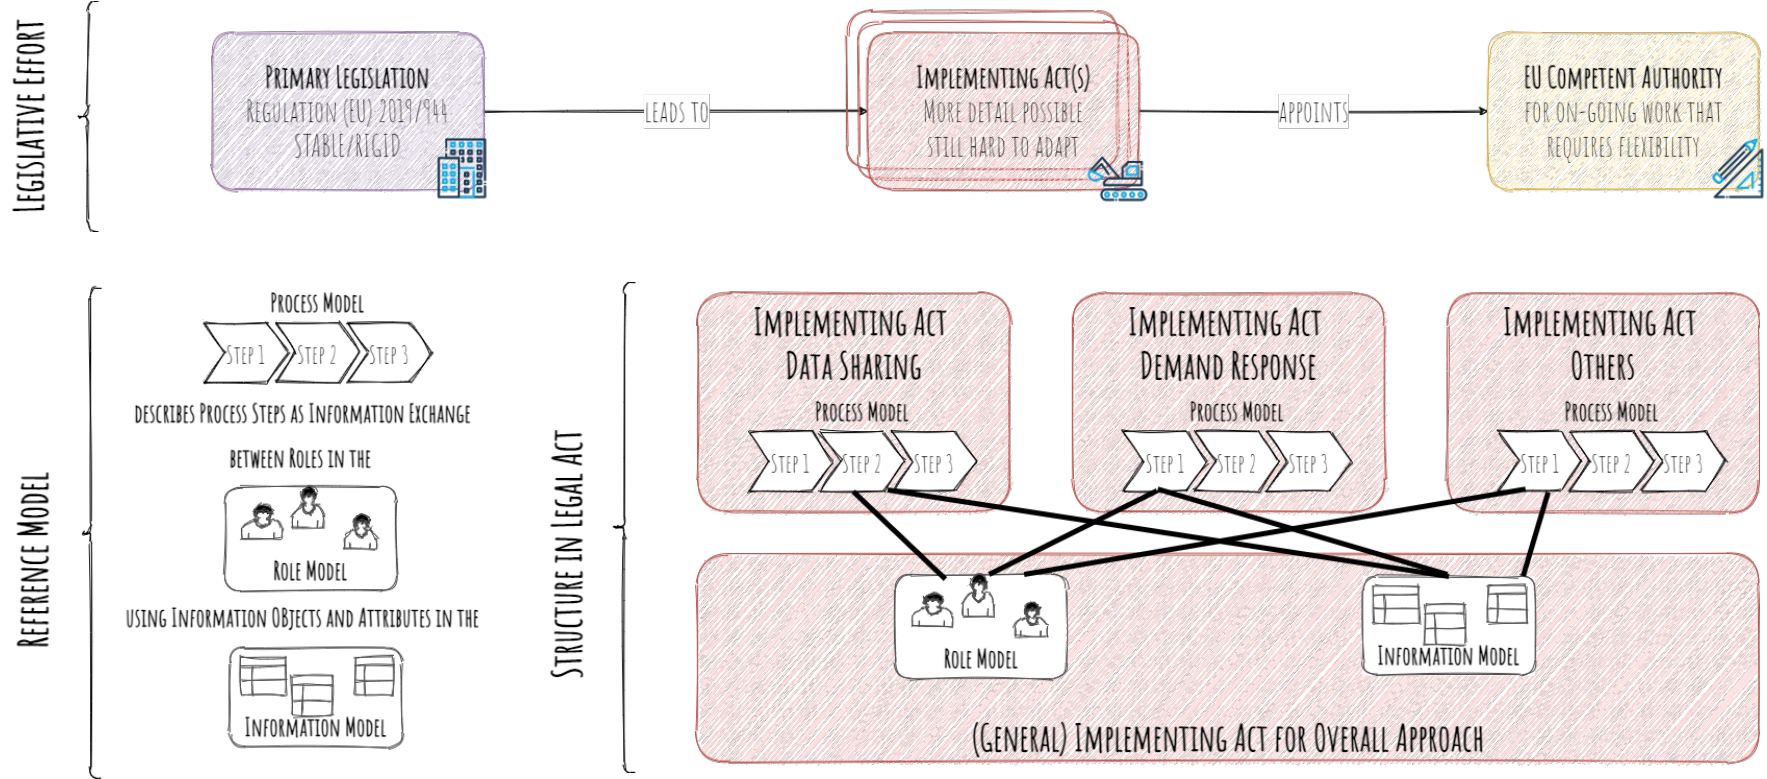 Legislative Effort
Primary Legislation
Regulation (EU) 2019/944
stable/rigid
leads to
Implementing Act(s)
More detail possible
still hard to adapt
appoints
EU Competent Authority
for on-going work that
requires flexibility
Reference Model
Process Model
Step 1
Step 2
Step 3
describes Process Steps as Information Exchange
between Roles in the
Role Model
using Information Objects and Attributes in the
Information Model
Structure in Legal Act
Implementing Act
Data Sharing
Process Model
Step 1
Step 2
Step 3
Implementing Act
Demand Response
Process Model
Step 1
Step 2
Step 3
Implementing Act
Others
Process Model
Step 1
Step 2
Step 3
Role Model
Information Model
(General) Implementing Act for Overall Approach